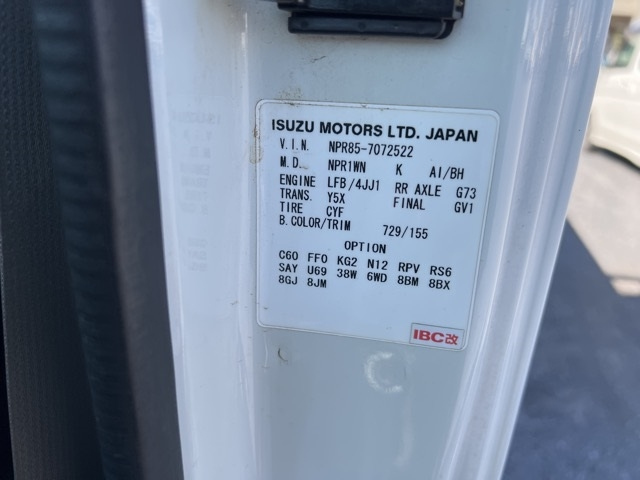 ISUZU MOTORS LTD. JAPAN
V.I.N. NPR85-7072522
M.D. NPR1WN K AI/BH
ENGINE LFB/4JJ1 RR AXLE G73
TRANS. Y5X FINAL GV1
TIRE CYF
B.COLOR/TRIM 729/155
OPTION
C60 FF0 KG2 N12 RPV RS6
SAY U69 38W 6WD 8BM 8BX
8GJ 8JM
IBC改